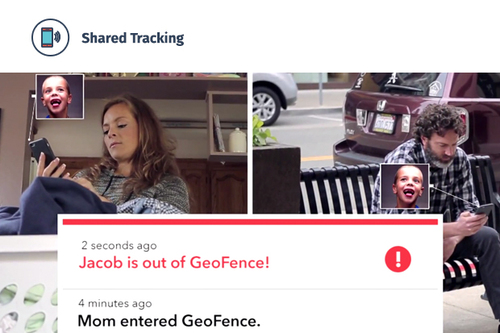 Shared Tracking
2 seconds ago
Jacob is out of GeoFence!
4 minutes ago
Mom entered GeoFence.